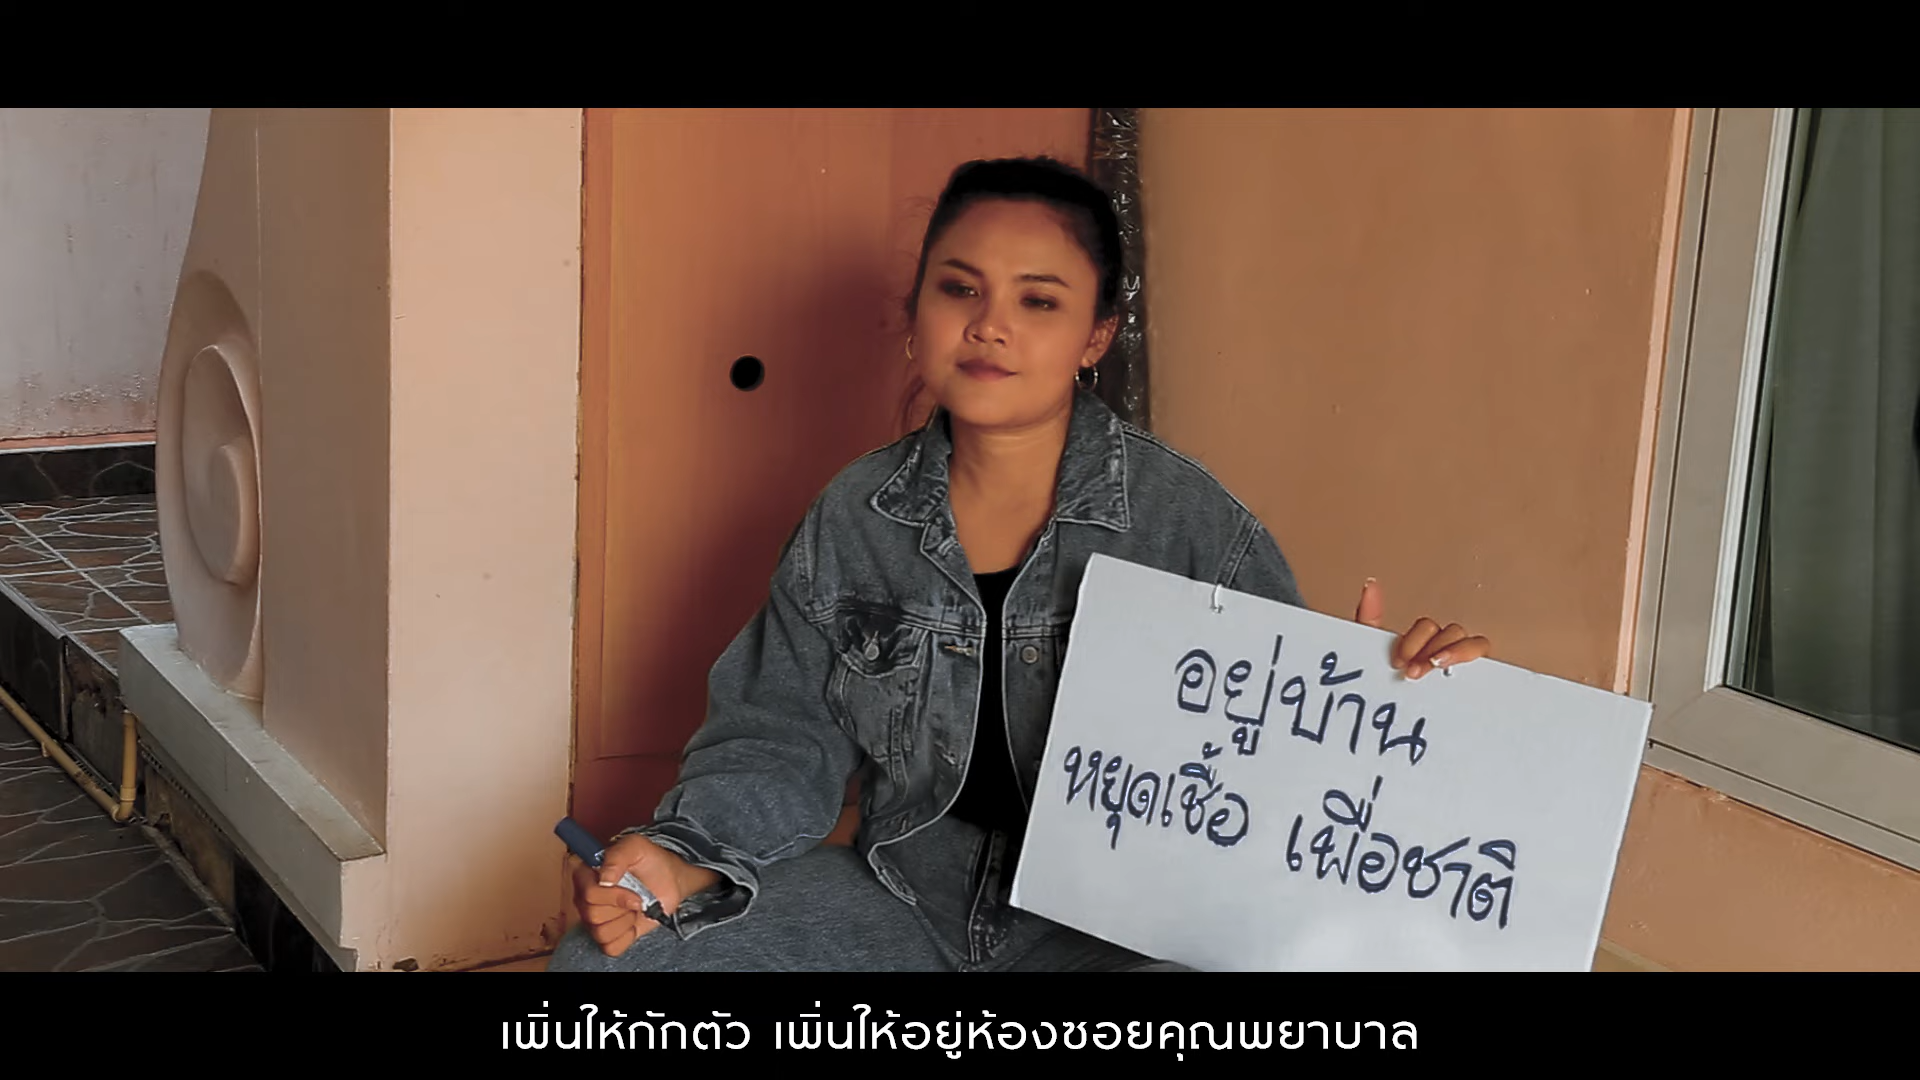 อยู่บ้าน
หยุดเชื้อ เพื่อชาติ
เพิ่นให้กักตัว เพิ่นให้อยู่ห้องซอยคุณพยาบาล